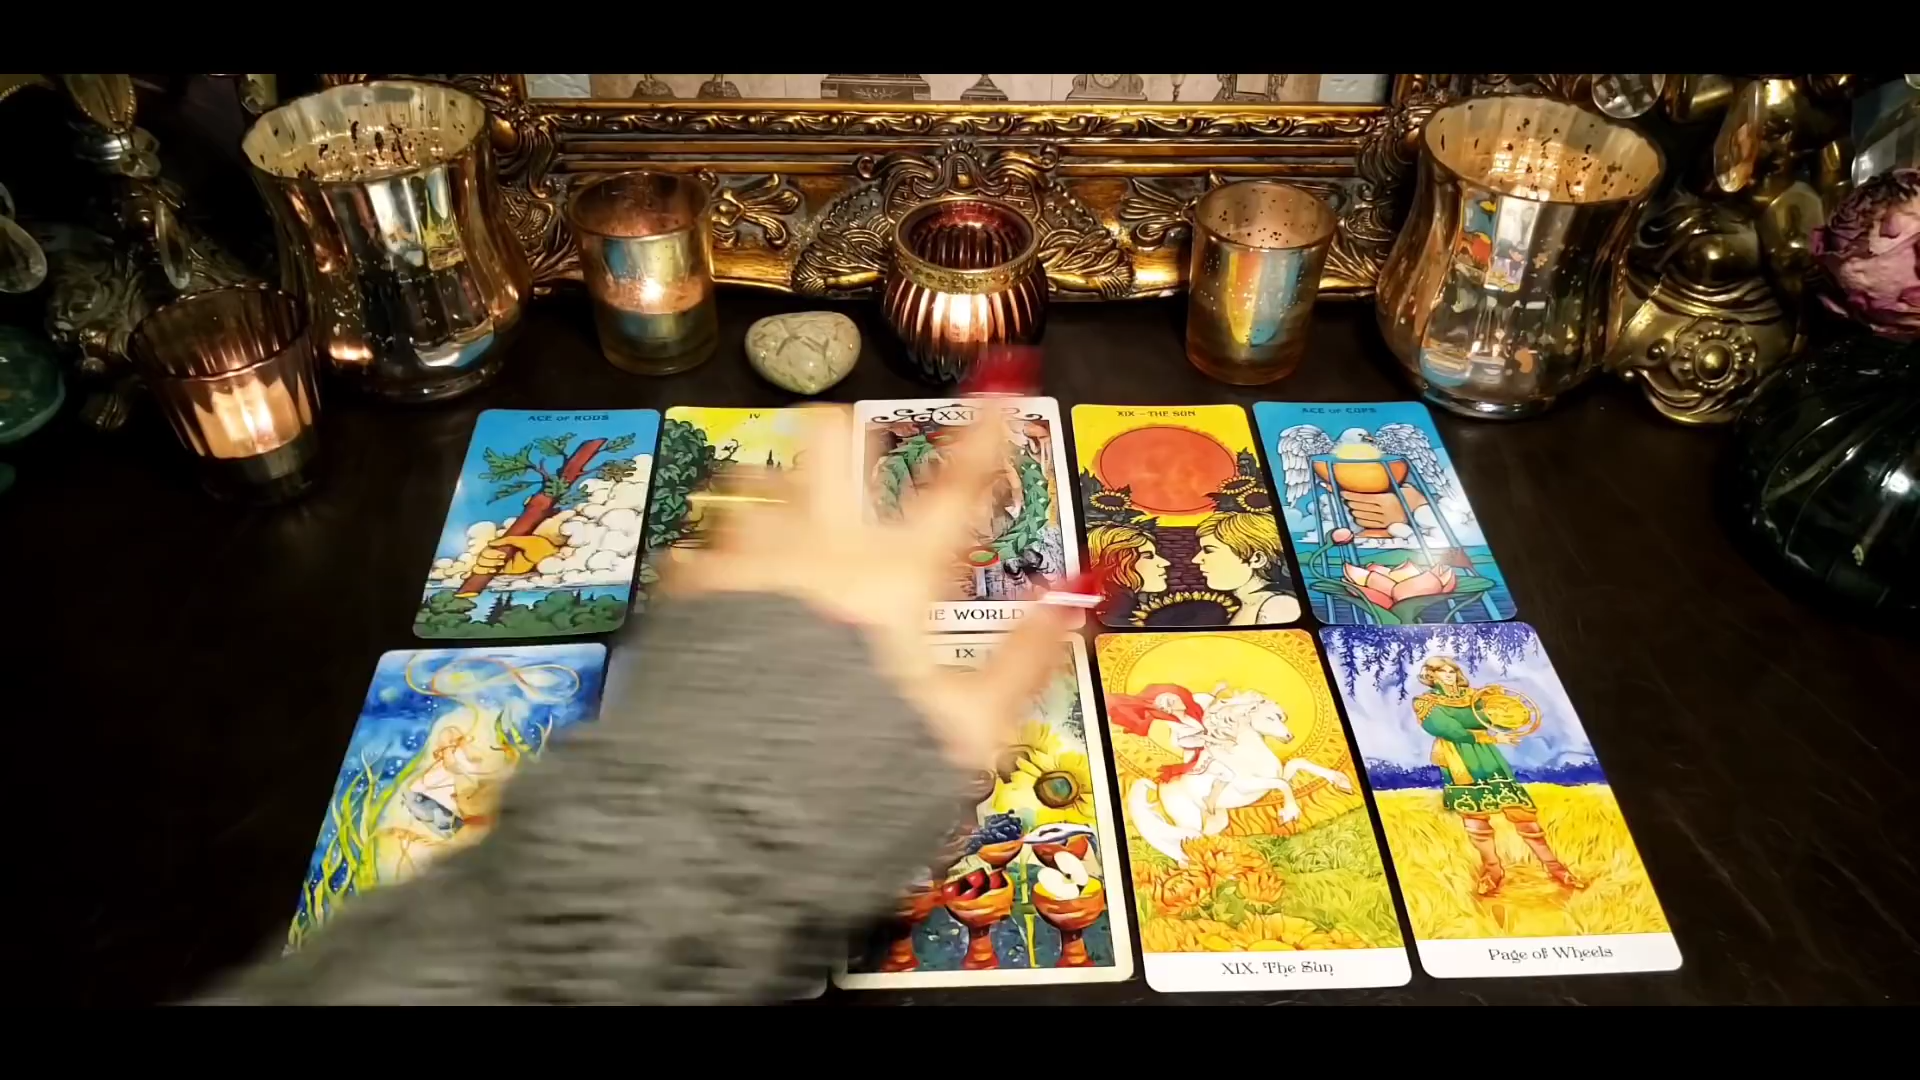 ACE OF RODS
IV
XXI
XIX - THE SUN
ACE OF CUPS
HE WORLD
IX
XIX. The Sun
Page of Wheels